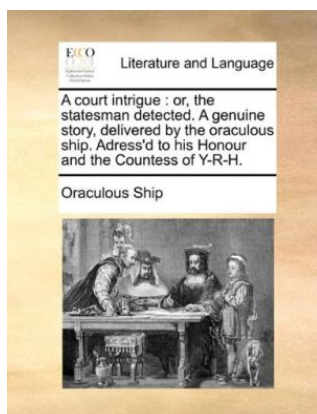 ECCO
Literature and Language
A court intrigue : or, the
statesman detected. A genuine
story, delivered by the oraculous
ship. Adress'd to his Honour
and the Countess of Y-R-H.
Oraculous Ship